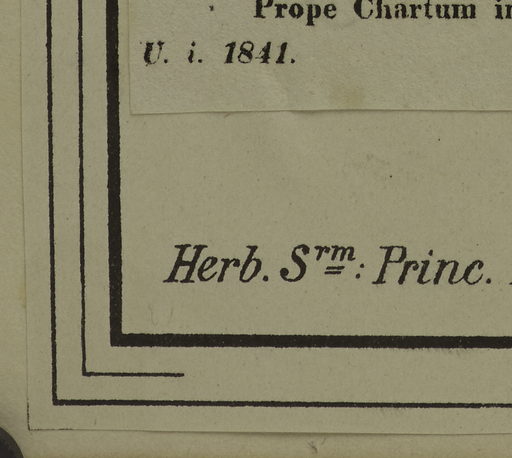 Prope Chartum in
U. i. 1841.
Herb. Sʳᵐ: Princ.